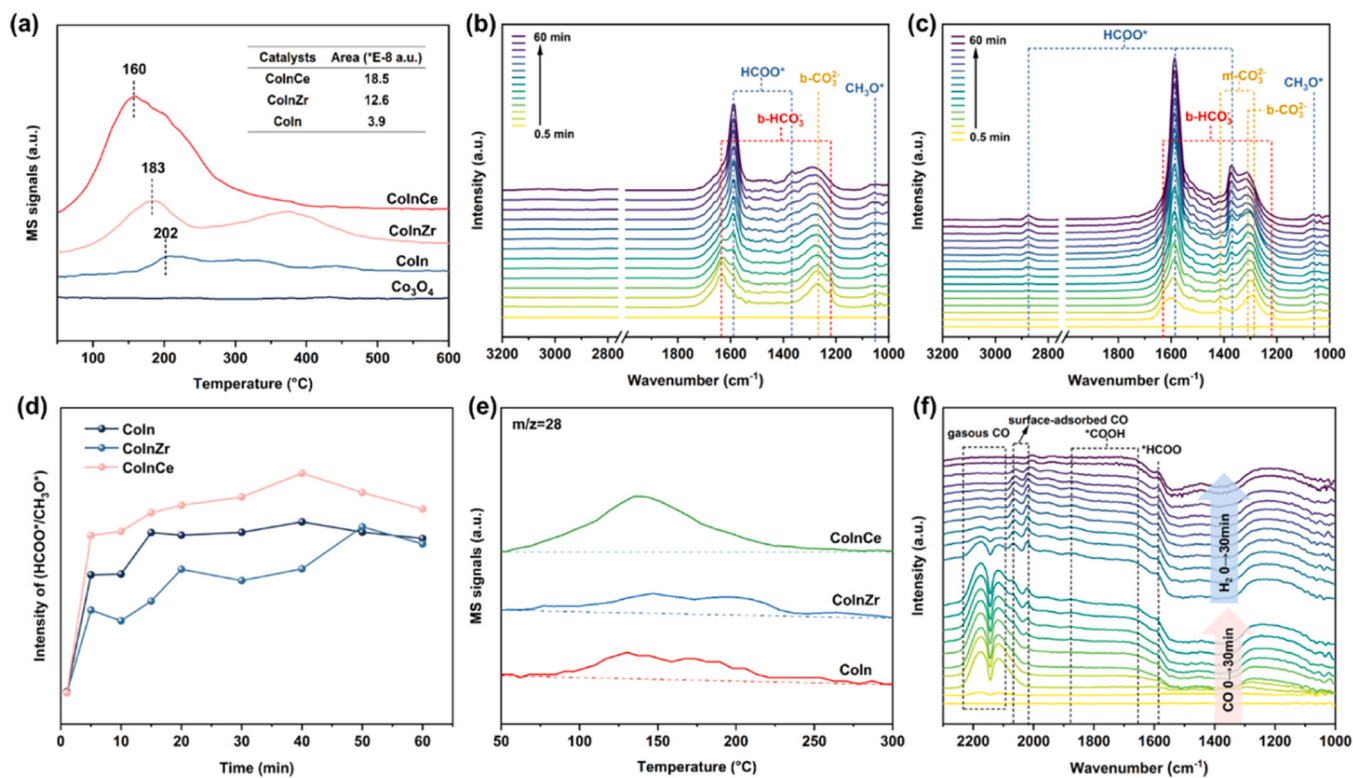 (a)
160
183
202
Catalysts Area (*E-8 a.u.)
CoInCe 18.5
CoInZr 12.6
CoIn 3.9
CoInCe
CoInZr
CoIn
Co₃O₄
MS signals (a.u.)
100 200 300 400 500 600
Temperature (°C)
(b)
60 min
0.5 min
HCOO*
b-CO₃²⁻
CH₃O*
b-HCO₃⁻
Intensity (a.u.)
3200 3000 2800 1800 1600 1400 1200 1000
Wavenumber (cm⁻¹)
(c)
60 min
0.5 min
HCOO*
m-CO₃²⁻
CH₃O*
b-HCO₃⁻
b-CO₃²⁻
Intensity (a.u.)
3200 3000 2800 1800 1600 1400 1200 1000
Wavenumber (cm⁻¹)
(d)
CoIn
CoInZr
CoInCe
Intensity of (HCOO*/CH₃O*)
0 10 20 30 40 50 60
Time (min)
(e)
m/z=28
CoInCe
CoInZr
CoIn
MS signals (a.u.)
50 100 150 200 250 300
Temperature (°C)
(f)
surface-adsorbed CO
gasous CO
*COOH
*HCOO
H₂ 0→30min
CO 0→30min
Intensity (a.u.)
2200 2000 1800 1600 1400 1200 1000
Wavenumber (cm⁻¹)